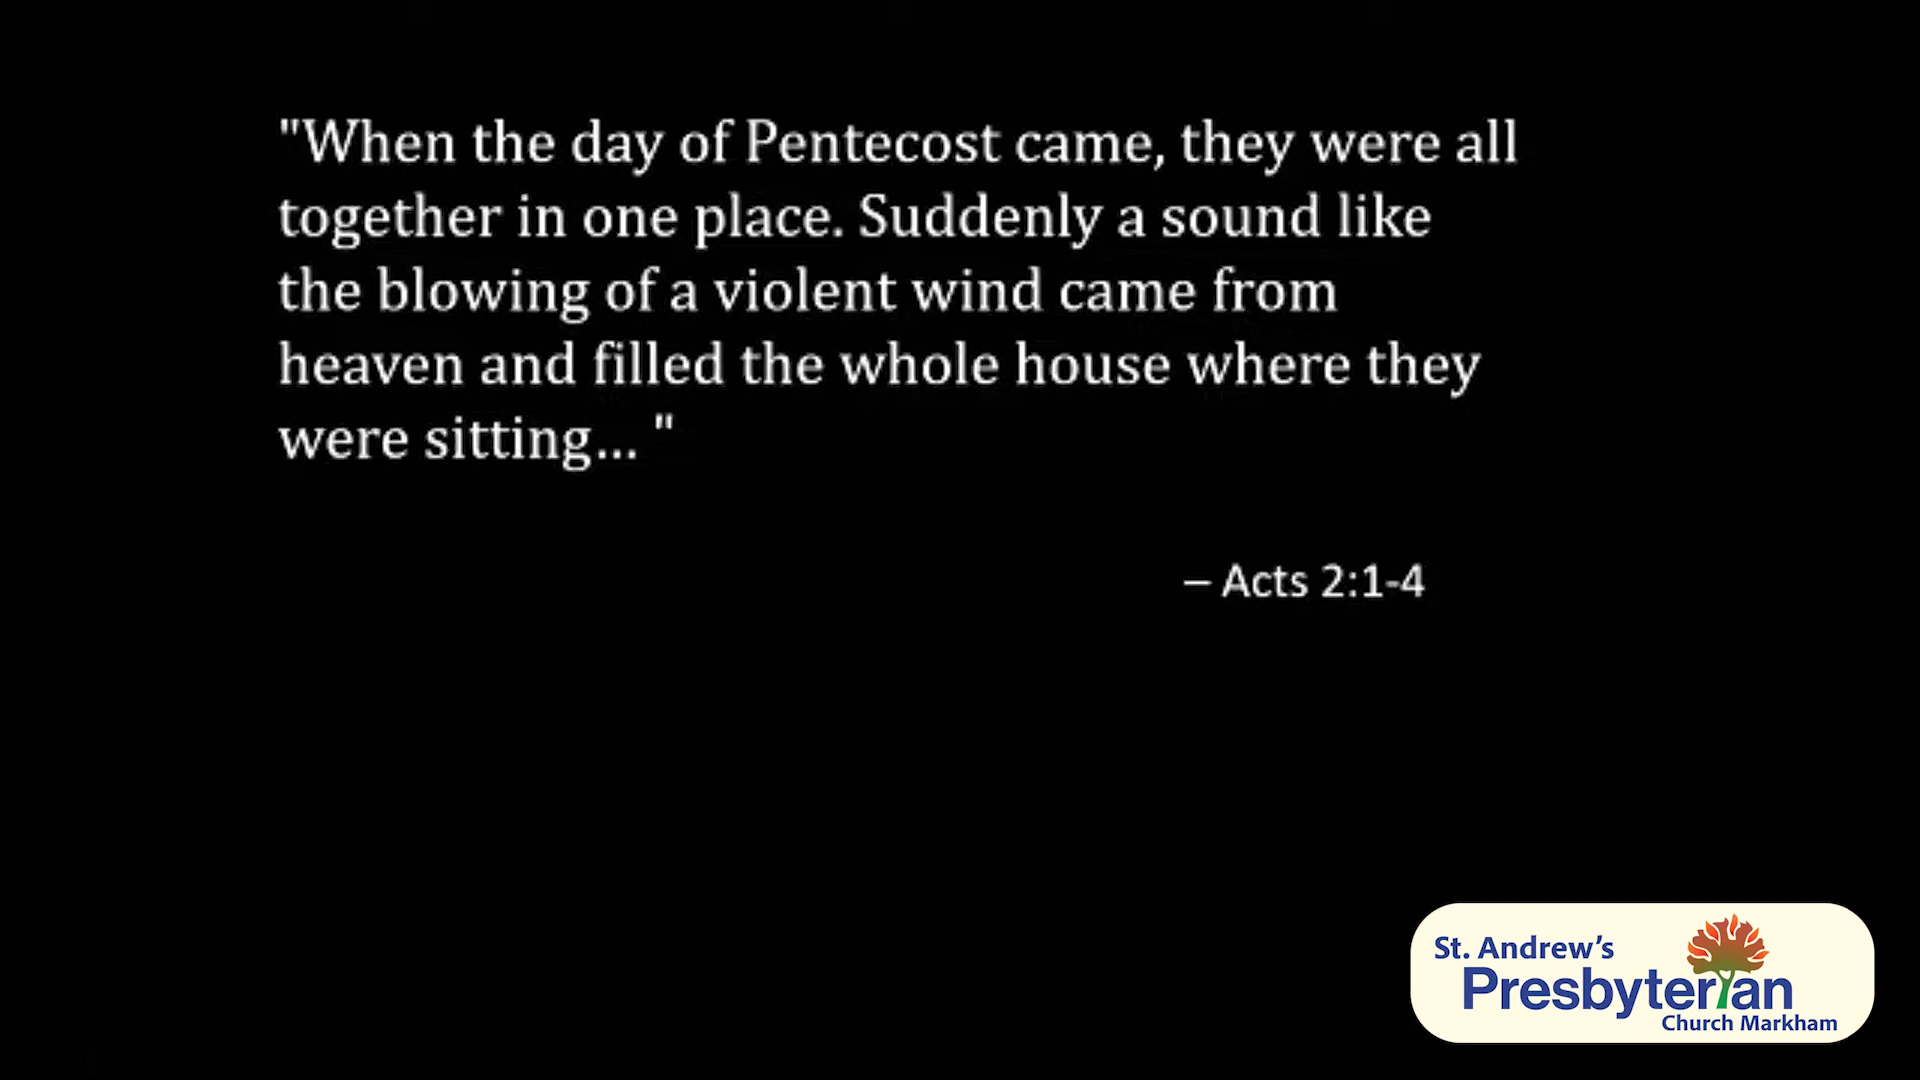 "When the day of Pentecost came, they were all
together in one place. Suddenly a sound like
the blowing of a violent wind came from
heaven and filled the whole house where they
were sitting... "
– Acts 2:1-4
St. Andrew's
Presbyterian
Church Markham